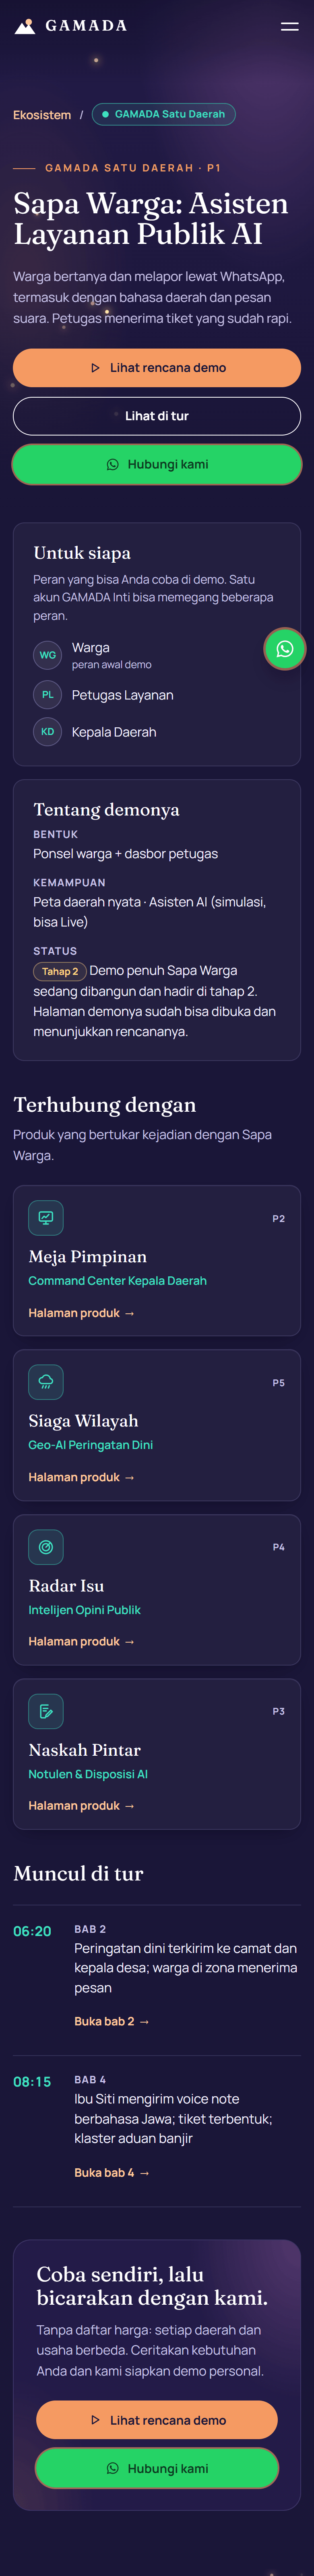 GAMADA
Ekosistem / GAMADA Satu Daerah
GAMADA SATU DAERAH · P1
Sapa Warga: Asisten
Layanan Publik AI
Warga bertanya dan melapor lewat WhatsApp,
termasuk dengan bahasa daerah dan pesan
suara. Petugas menerima tiket yang sudah rapi.
Lihat rencana demo
Lihat di tur
Hubungi kami
Untuk siapa
Peran yang bisa Anda coba di demo. Satu
akun GAMADA Inti bisa memegang beberapa
peran.
WG Warga
peran awal demo
PL Petugas Layanan
KD Kepala Daerah
Tentang demonya
BENTUK
Ponsel warga + dasbor petugas
KEMAMPUAN
Peta daerah nyata · Asisten AI (simulasi,
bisa Live)
STATUS
Tahap 2 Demo penuh Sapa Warga
sedang dibangun dan hadir di tahap 2.
Halaman demonya sudah bisa dibuka dan
menunjukkan rencananya.
Terhubung dengan
Produk yang bertukar kejadian dengan Sapa
Warga.
P2
Meja Pimpinan
Command Center Kepala Daerah
Halaman produk →
P5
Siaga Wilayah
Geo-AI Peringatan Dini
Halaman produk →
P4
Radar Isu
Intelijen Opini Publik
Halaman produk →
P3
Naskah Pintar
Notulen & Disposisi AI
Halaman produk →
Muncul di tur
06:20 BAB 2
Peringatan dini terkirim ke camat dan
kepala desa; warga di zona menerima
pesan
Buka bab 2 →
08:15 BAB 4
Ibu Siti mengirim voice note
berbahasa Jawa; tiket terbentuk;
klaster aduan banjir
Buka bab 4 →
Coba sendiri, lalu
bicarakan dengan kami.
Tanpa daftar harga: setiap daerah dan
usaha berbeda. Ceritakan kebutuhan
Anda dan kami siapkan demo personal.
Lihat rencana demo
Hubungi kami